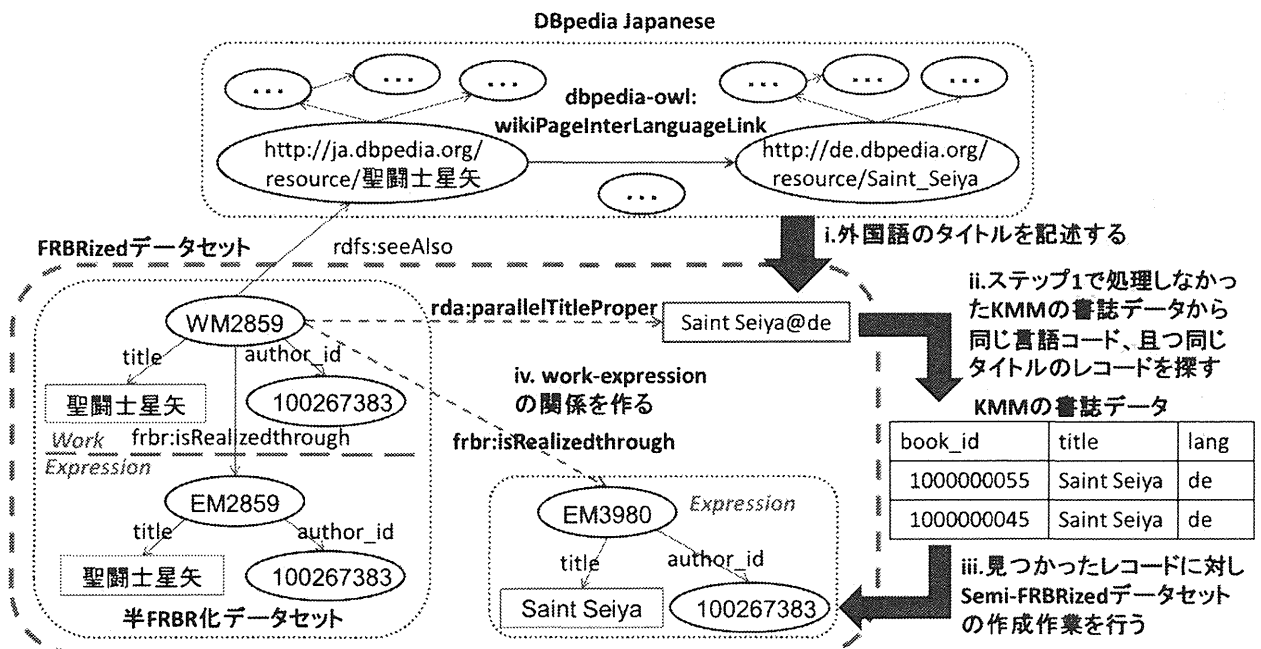 DBpedia Japanese
...
...
...
...
...
...
dbpedia-owl:
wikiPageInterLanguageLink
http://ja.dbpedia.org/
resource/聖闘士星矢
http://de.dbpedia.org/
resource/Saint_Seiya
...
i.外国語のタイトルを記述する
FRBRizedデータセット
rdfs:seeAlso
ii.ステップ1で処理しなかっ
たKMMの書誌データから
同じ言語コード、且つ同じ
タイトルのレコードを探す
WM2859
rda:parallelTitleProper
Saint Seiya@de
title
author_id
聖闘士星矢
100267383
iv. work-expression
の関係を作る
Work
frbr:isRealizedthrough
frbr:isRealizedthrough
Expression
KMMの書誌データ
book_id title lang
1000000055 Saint Seiya de
1000000045 Saint Seiya de
EM2859
title
author_id
聖闘士星矢
100267383
半FRBR化データセット
EM3980
Expression
title
author_id
Saint Seiya
100267383
iii.見つかったレコードに対し
Semi-FRBRizedデータセット
の作成作業を行う